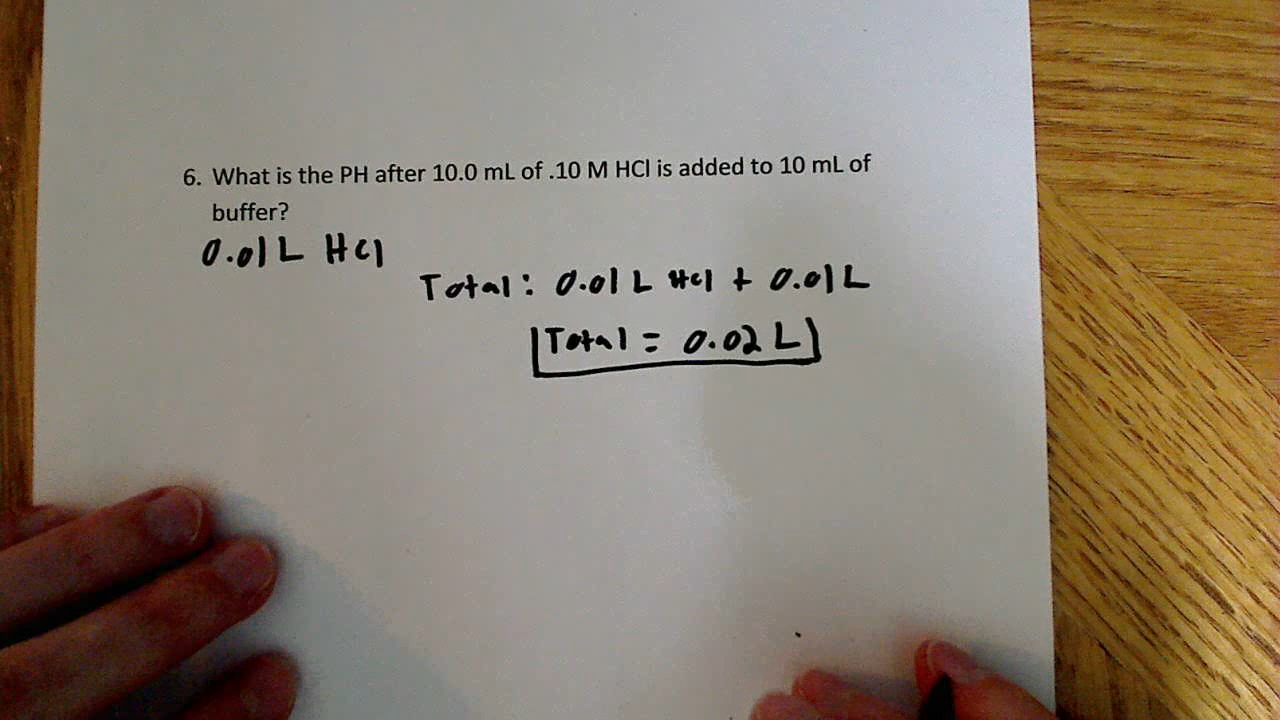 6. What is the PH after 10.0 mL of .10 M HCl is added to 10 mL of
buffer?
0.01 L HCl
Total: 0.01 L HCl + 0.01 L
Total = 0.02 L